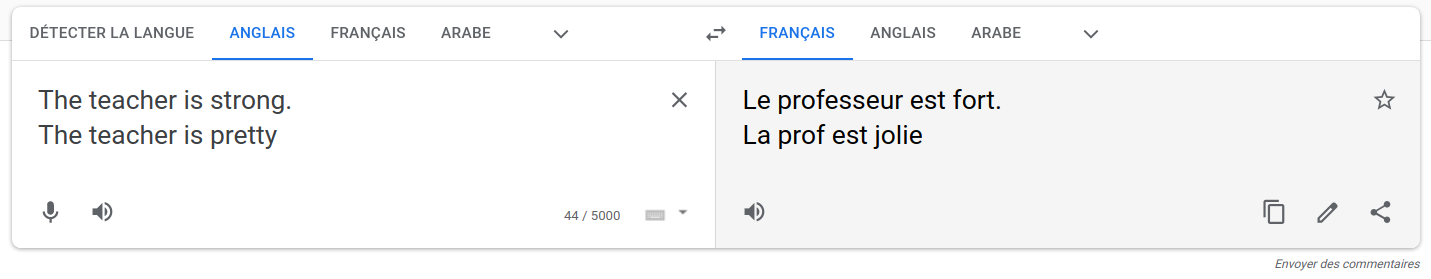 DÉTECTER LA LANGUE ANGLAIS FRANÇAIS ARABE FRANÇAIS ANGLAIS ARABE
The teacher is strong.
The teacher is pretty
Le professeur est fort.
La prof est jolie
44 / 5000
Envoyer des commentaires